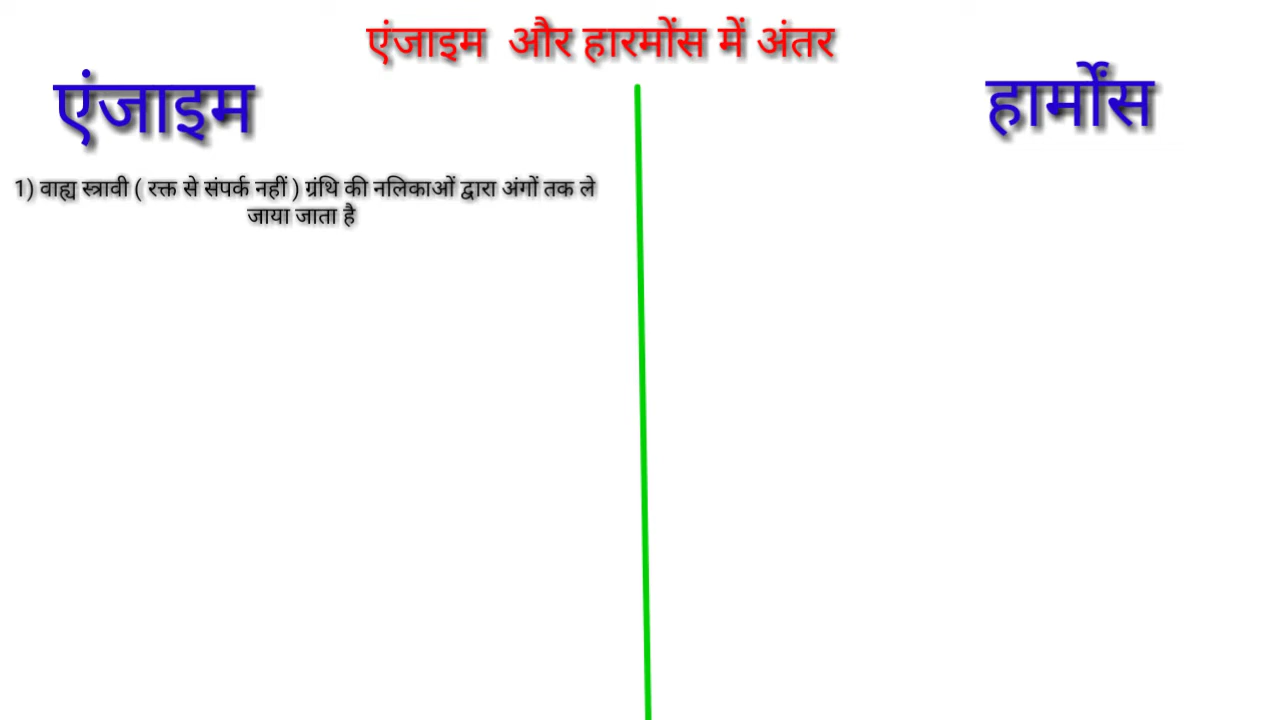 एंजाइम और हारमोंस में अंतर
एंजाइम
हार्मोंस
1) वाह्य स्त्रावी ( रक्त से संपर्क नहीं ) ग्रंथि की नलिकाओं द्वारा अंगों तक ले
जाया जाता है